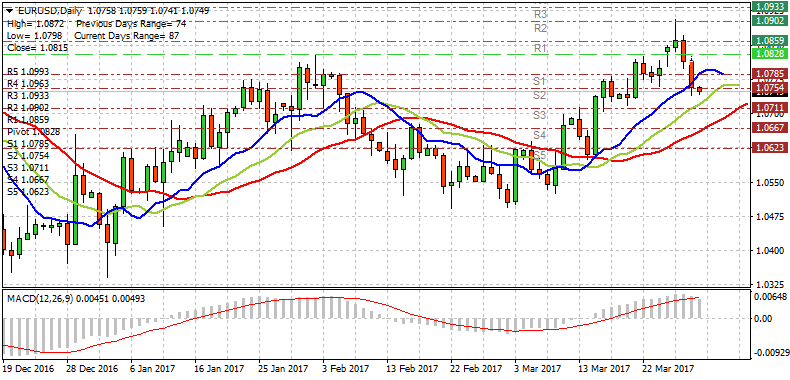 EURUSD,Daily 1.0758 1.0759 1.0741 1.0749
High= 1.0872 Previous Days Range= 74
Low= 1.0798 Current Days Range= 87
Close= 1.0815
R5 1.0993
R4 1.0963
R3 1.0933
R2 1.0902
R1 1.0859
Pivot 1.0828
S1 1.0785
S2 1.0754
S3 1.0711
S4 1.0667
S5 1.0623
R3
R2
R1
S1
S2
S3
S4
S5
1.0933
1.0902
1.0859
1.0828
1.0785
1.0754
1.0711
1.0700
1.0667
1.0623
1.0550
1.0475
1.0400
1.0325
MACD(12,26,9) 0.00451 0.00493
0.00648
0.00
-0.00929
19 Dec 2016 28 Dec 2016 6 Jan 2017 16 Jan 2017 25 Jan 2017 3 Feb 2017 13 Feb 2017 22 Feb 2017 3 Mar 2017 13 Mar 2017 22 Mar 2017